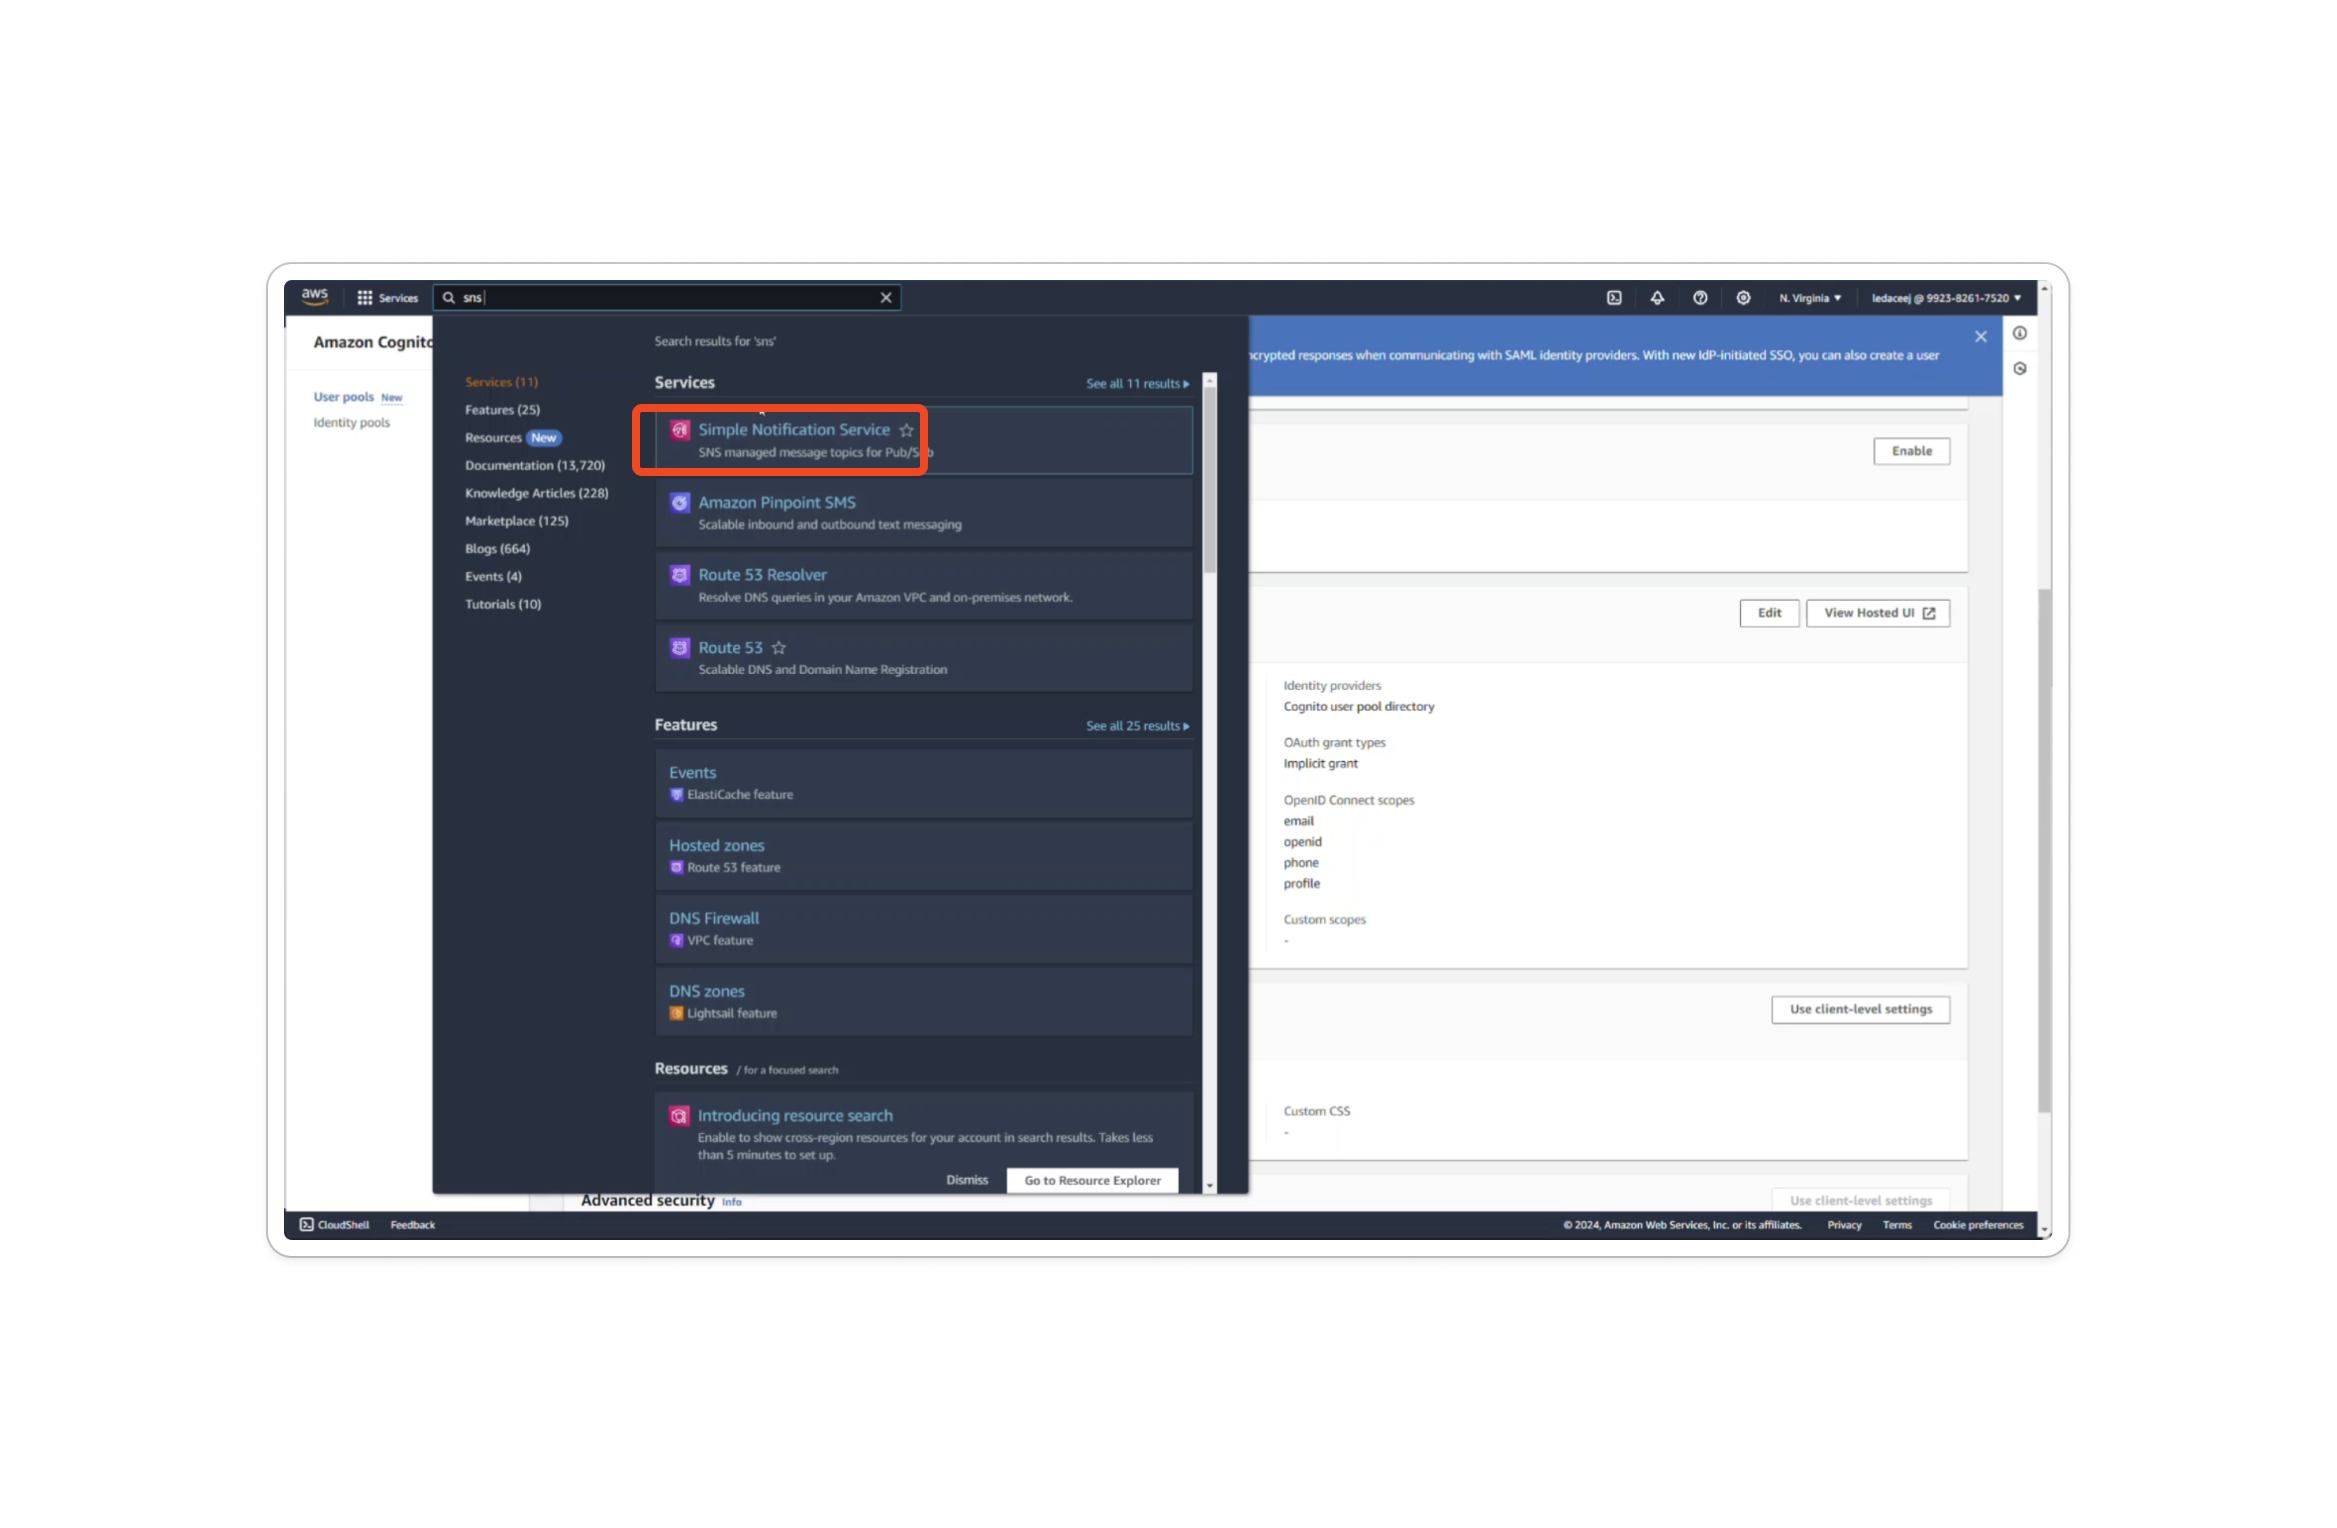 aws
Services
sns
N. Virginia
ledaceej @ 9923-8261-7520
Amazon Cognito
User pools New
Identity pools
Search results for 'sns'
Services (11)
Features (25)
Resources New
Documentation (13,720)
Knowledge Articles (228)
Marketplace (125)
Blogs (664)
Events (4)
Tutorials (10)
Services
See all 11 results
Simple Notification Service
SNS managed message topics for Pub/Sub
Amazon Pinpoint SMS
Scalable inbound and outbound text messaging
Route 53 Resolver
Resolve DNS queries in your Amazon VPC and on-premises network.
Route 53
Scalable DNS and Domain Name Registration
Features
See all 25 results
Events
ElastiCache feature
Hosted zones
Route 53 feature
DNS Firewall
VPC feature
DNS zones
Lightsail feature
Resources / for a focused search
Introducing resource search
Enable to show cross-region resources for your account in search results. Takes less
than 5 minutes to set up.
Dismiss
Go to Resource Explorer
ncrypted responses when communicating with SAML identity providers. With new IdP-initiated SSO, you can also create a user
Enable
Edit
View Hosted UI
Identity providers
Cognito user pool directory
OAuth grant types
Implicit grant
OpenID Connect scopes
email
openid
phone
profile
Custom scopes
-
Use client-level settings
Custom CSS
-
Advanced security Info
Use client-level settings
CloudShell
Feedback
© 2024, Amazon Web Services, Inc. or its affiliates.
Privacy
Terms
Cookie preferences